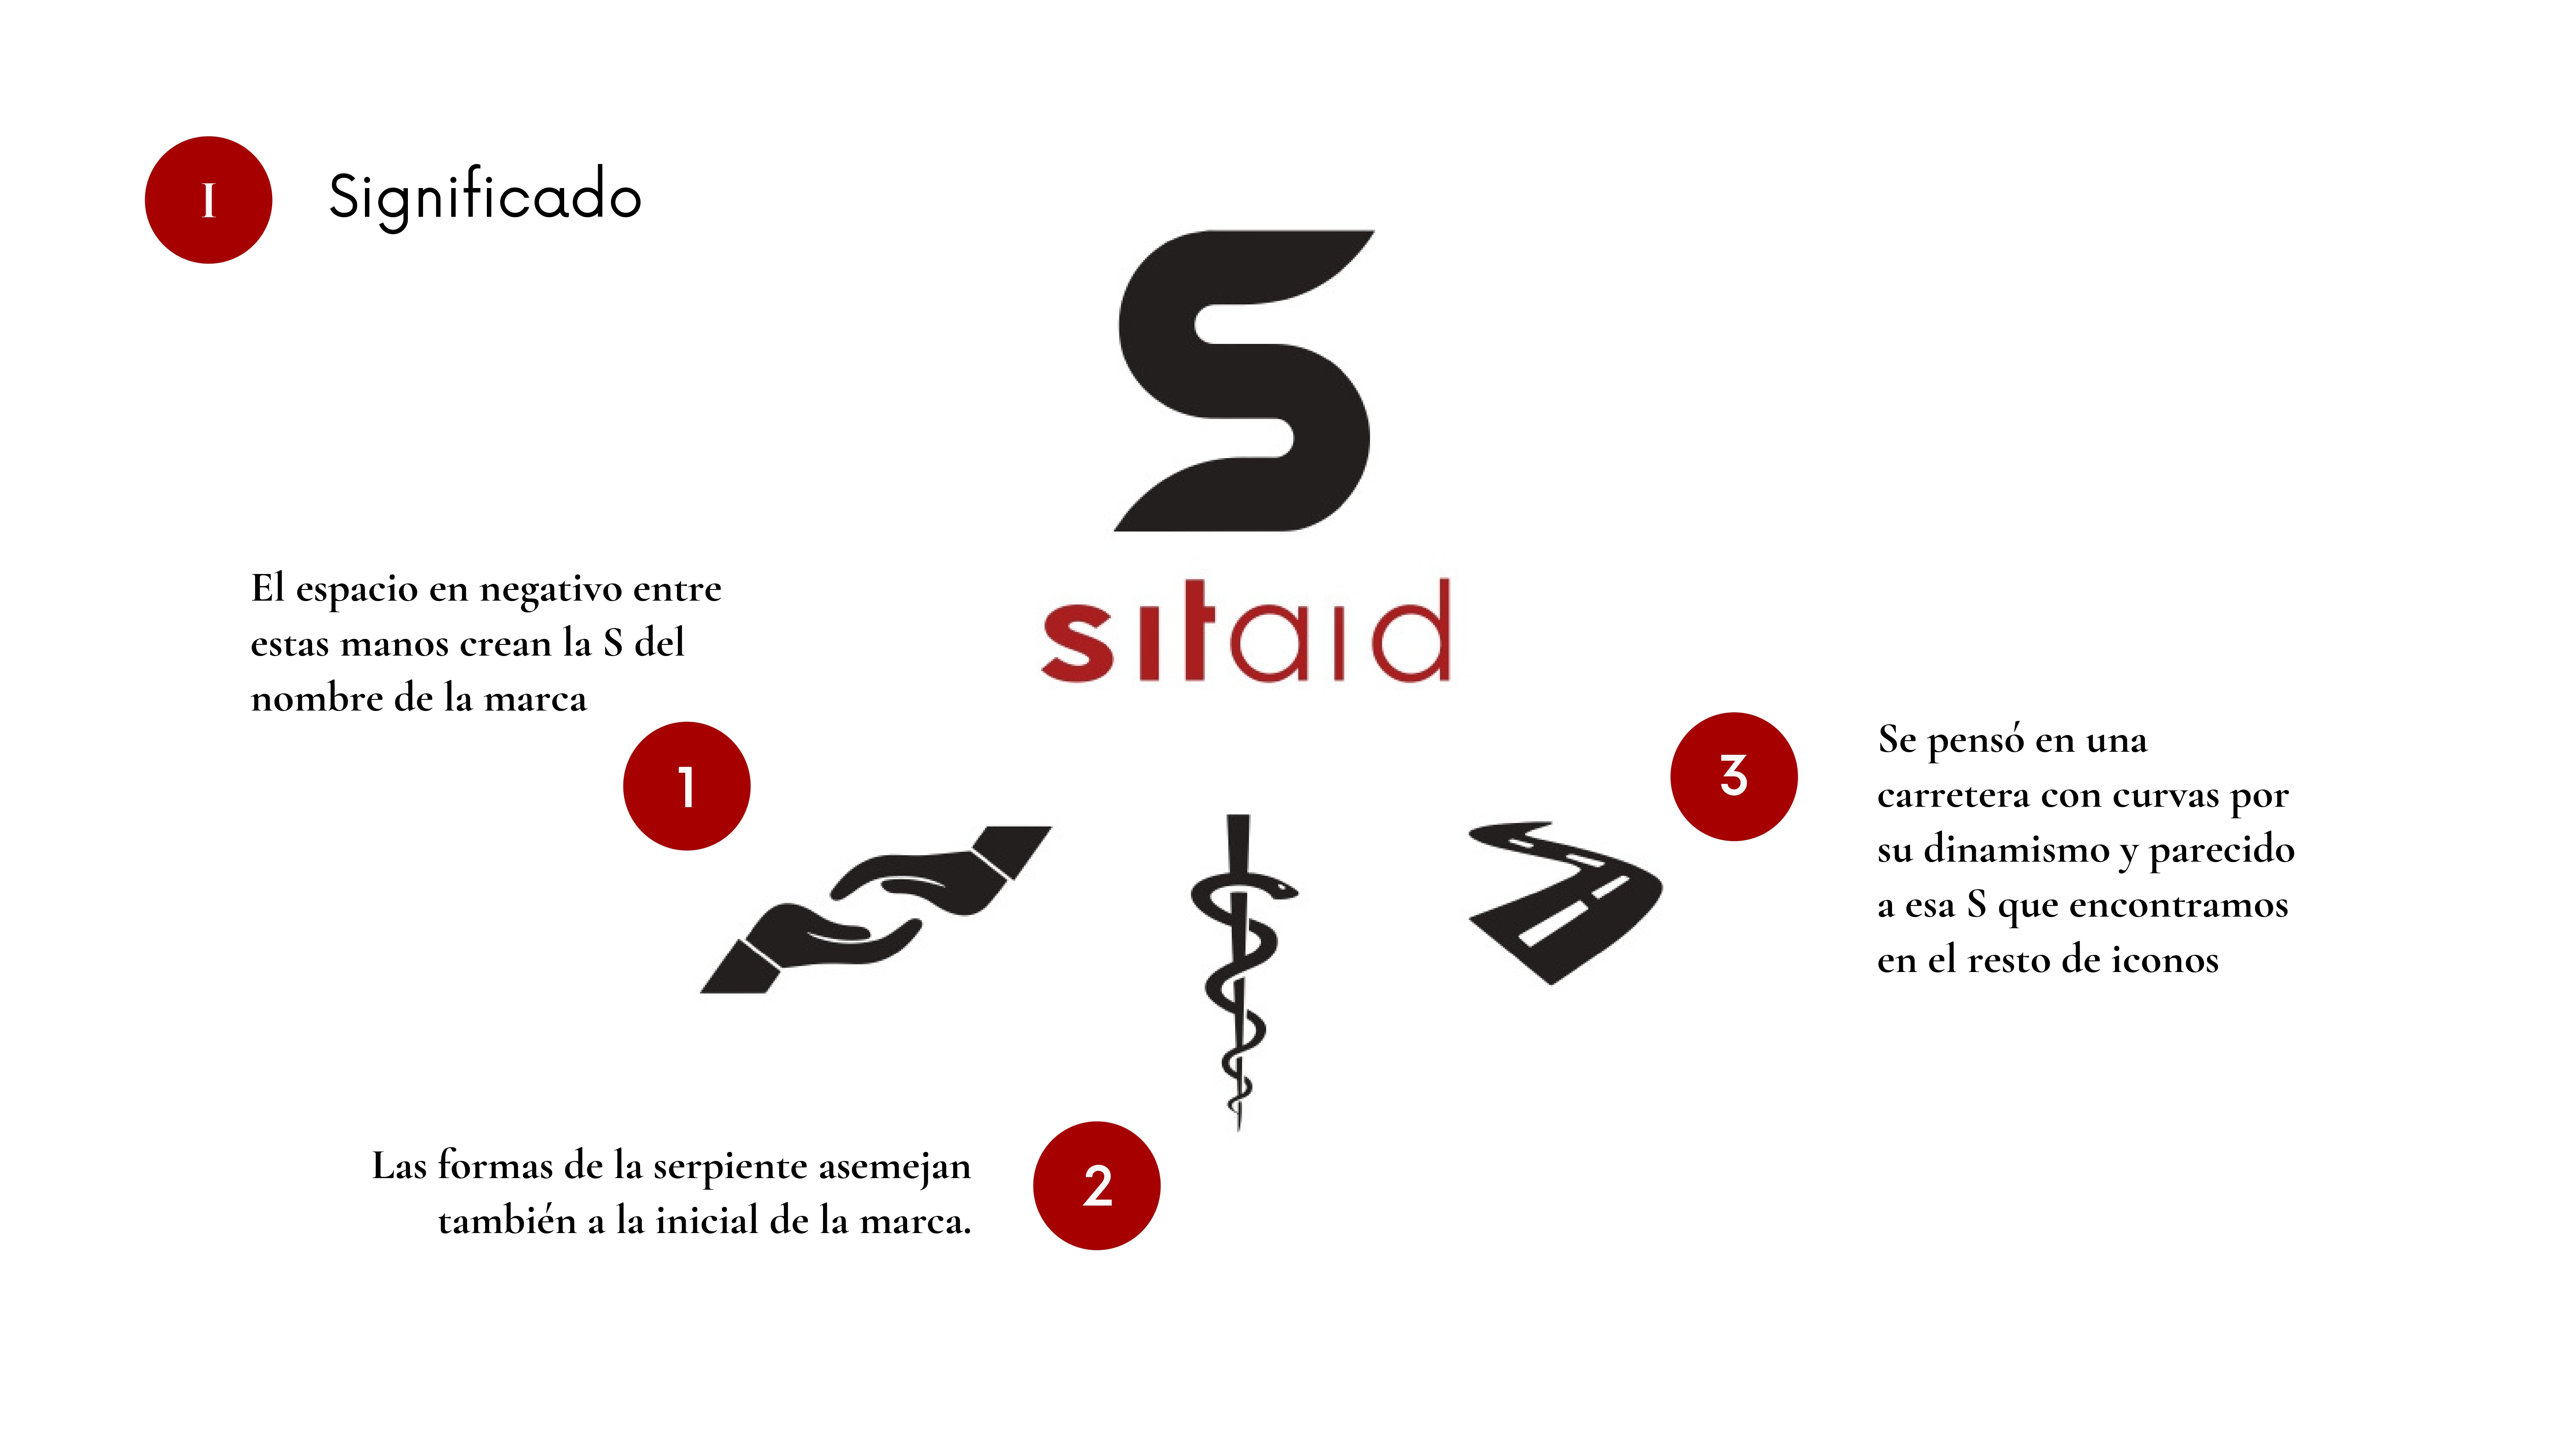 I
Significado
S
sitaid
El espacio en negativo entre
estas manos crean la S del
nombre de la marca
1
3
Se pensó en una
carretera con curvas por
su dinamismo y parecido
a esa S que encontramos
en el resto de iconos
Las formas de la serpiente asemejan
también a la inicial de la marca.
2